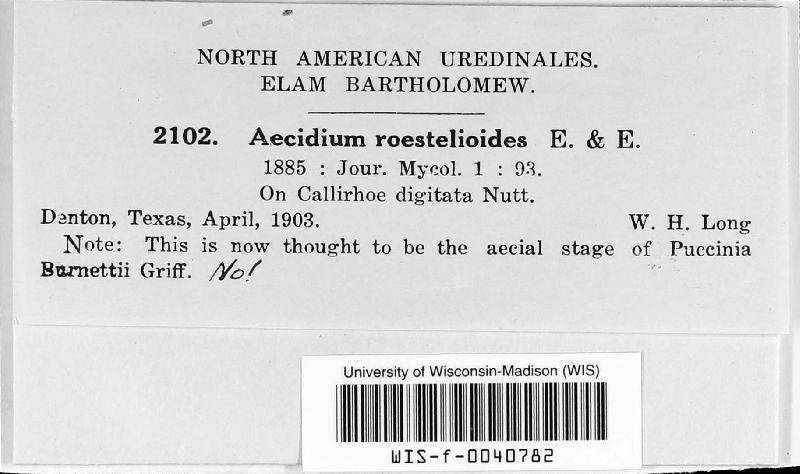 NORTH AMERICAN UREDINALES.
ELAM BARTHOLOMEW.
2102. Aecidium roestelioides E. & E.
1885 : Jour. Mycol. 1 : 93.
On Callirhoe digitata Nutt.
Denton, Texas, April, 1903. W. H. Long
Note: This is now thought to be the aecial stage of Puccinia
Burnettii Griff. No!
University of Wisconsin-Madison (WIS)
WIS-f-0040782